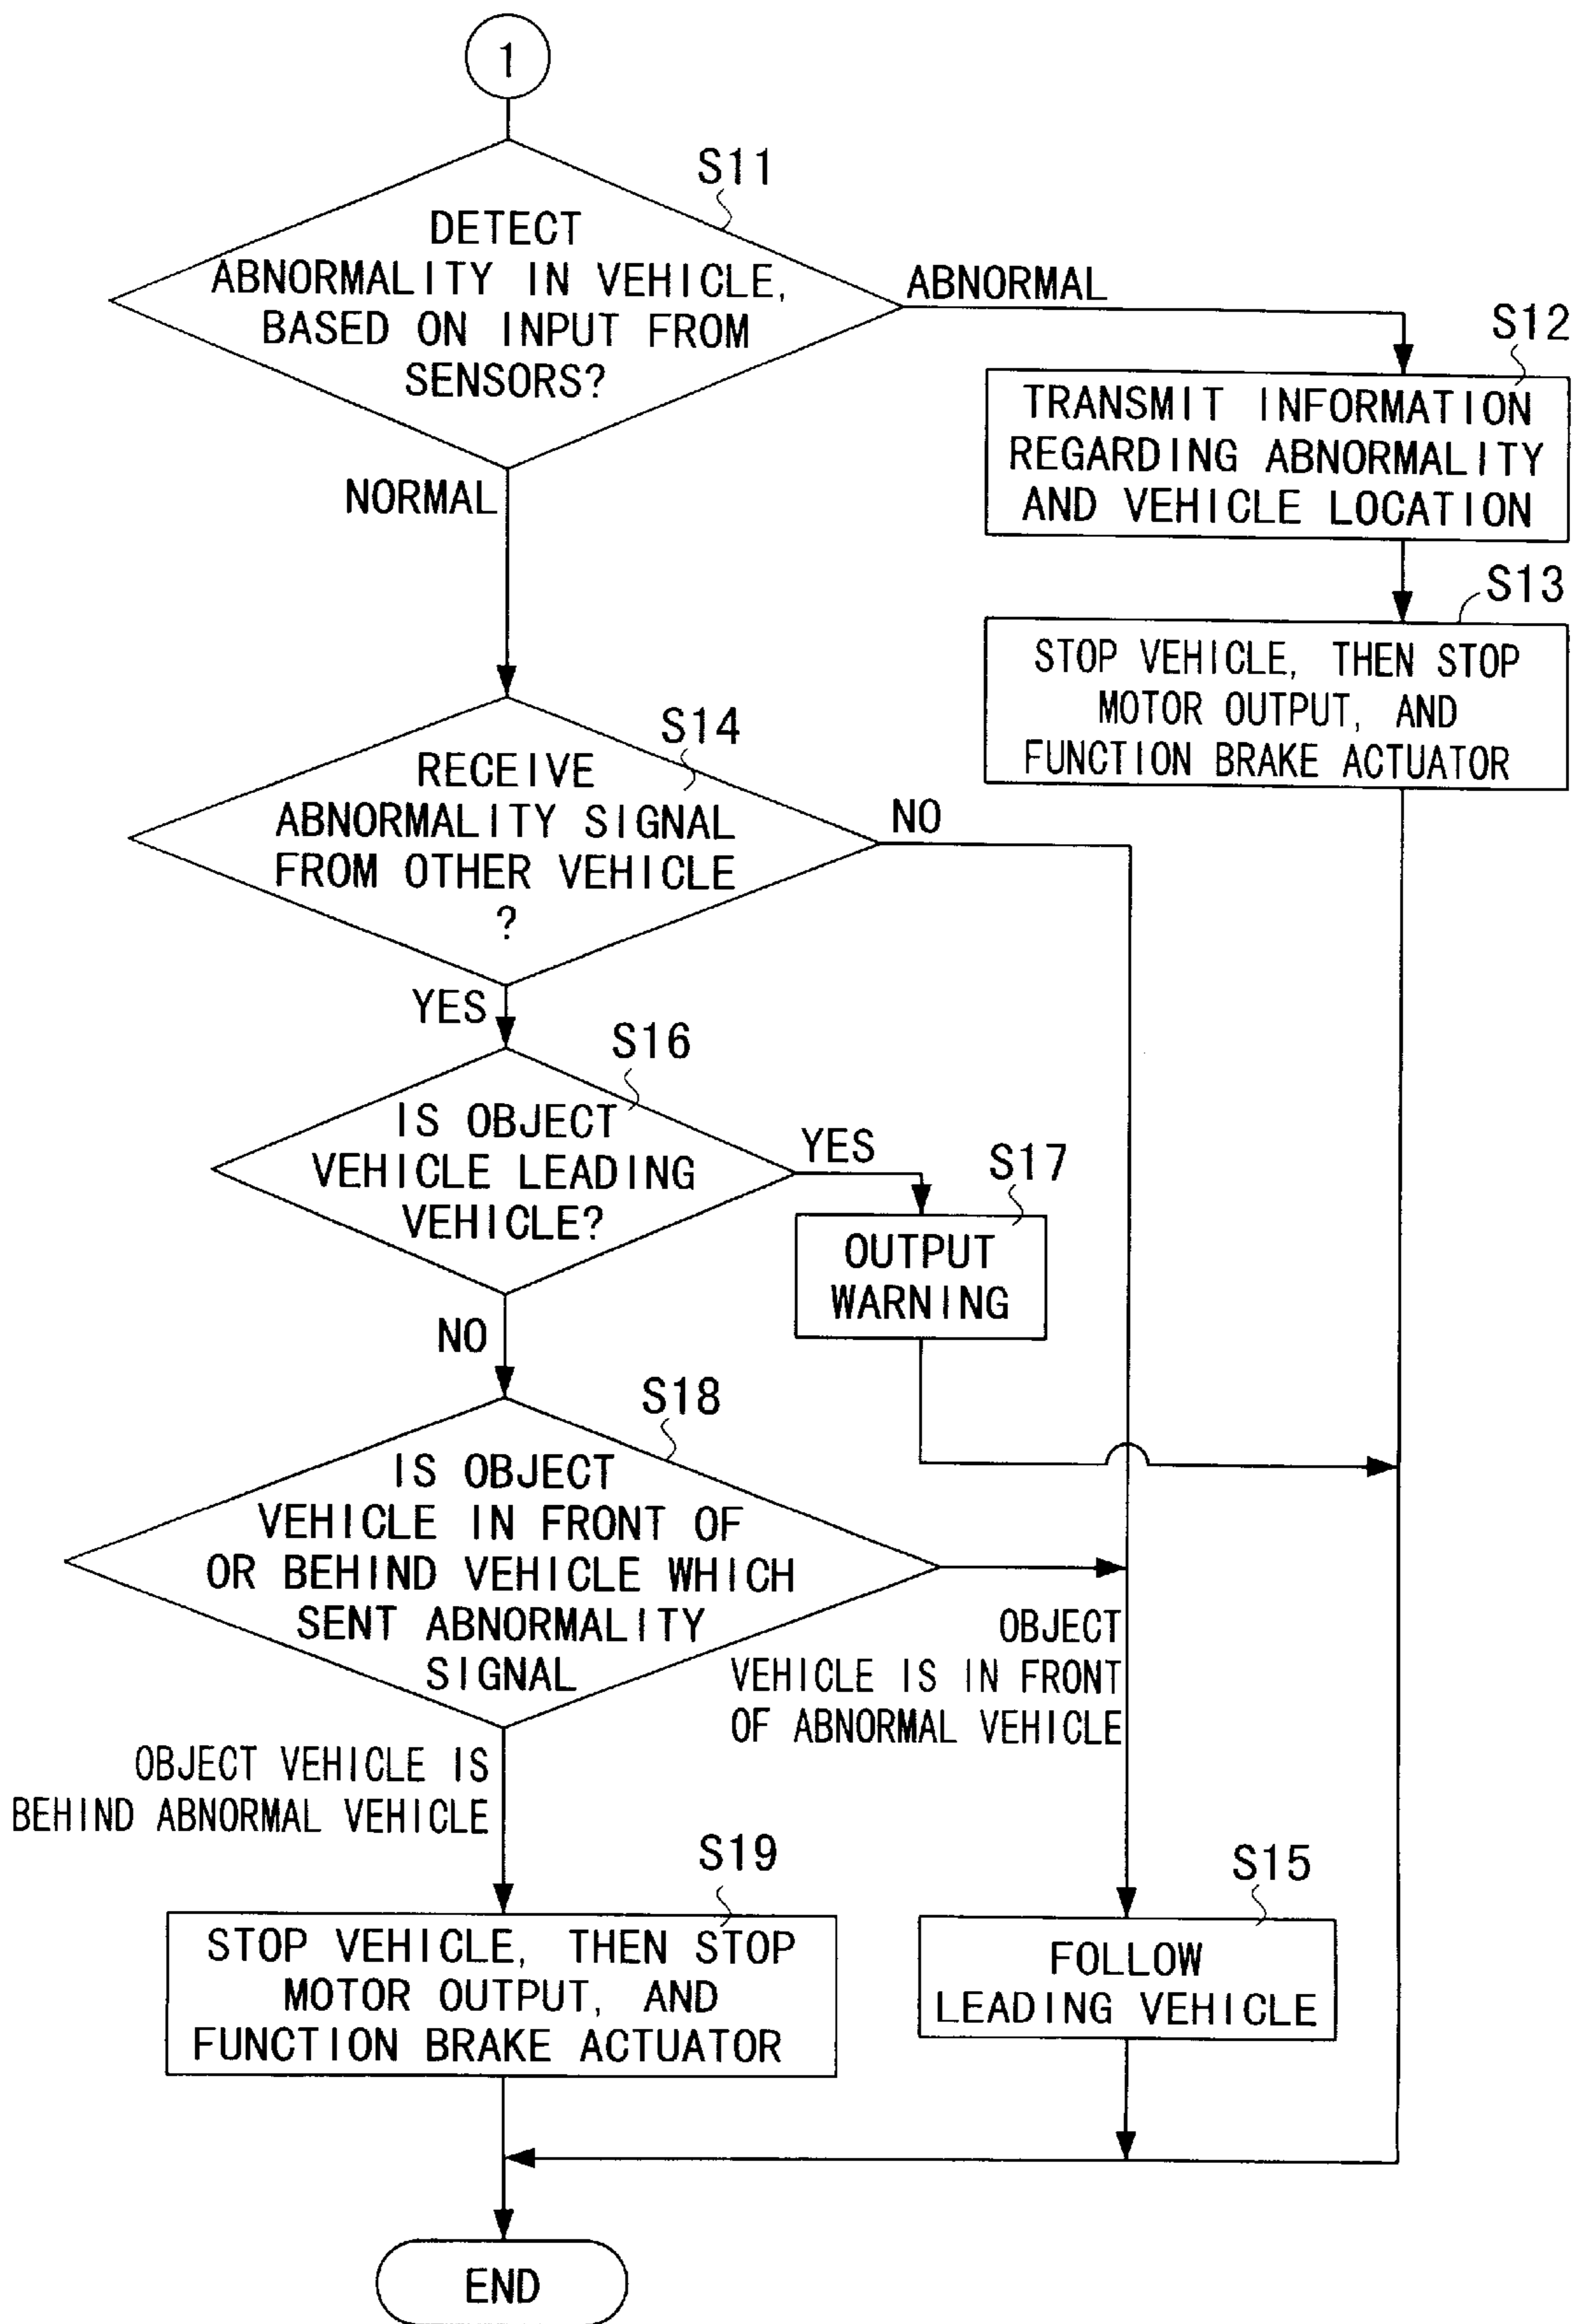 1
S11
DETECT
ABNORMALITY IN VEHICLE,
BASED ON INPUT FROM
SENSORS?
ABNORMAL
NORMAL
S12
TRANSMIT INFORMATION
REGARDING ABNORMALITY
AND VEHICLE LOCATION
S13
STOP VEHICLE, THEN STOP
MOTOR OUTPUT, AND
FUNCTION BRAKE ACTUATOR
S14
RECEIVE
ABNORMALITY SIGNAL
FROM OTHER VEHICLE
?
NO
YES
S16
IS OBJECT
VEHICLE LEADING
VEHICLE?
YES
NO
S17
OUTPUT
WARNING
S18
IS OBJECT
VEHICLE IN FRONT OF
OR BEHIND VEHICLE WHICH
SENT ABNORMALITY
SIGNAL
OBJECT
VEHICLE IS IN FRONT
OF ABNORMAL VEHICLE
OBJECT VEHICLE IS
BEHIND ABNORMAL VEHICLE
S19
STOP VEHICLE, THEN STOP
MOTOR OUTPUT, AND
FUNCTION BRAKE ACTUATOR
S15
FOLLOW
LEADING VEHICLE
END